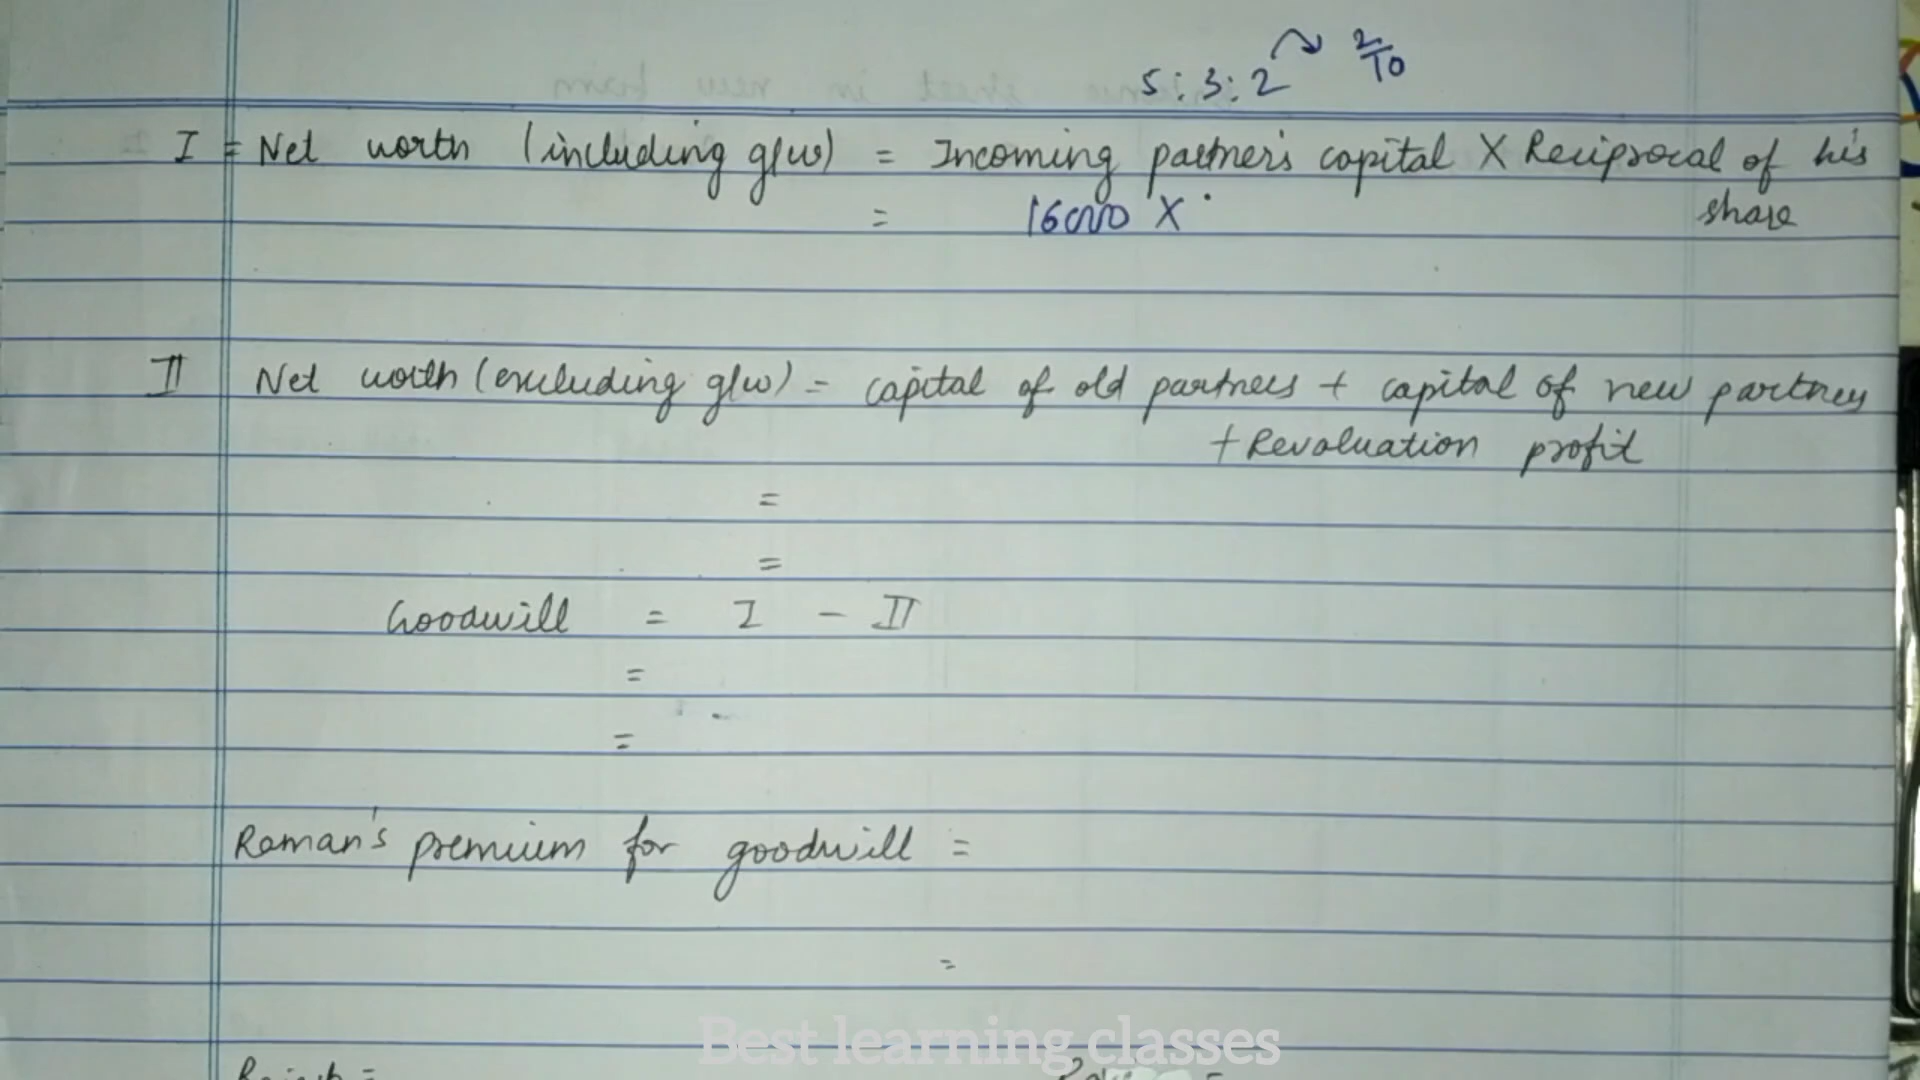 5:3:2 2/10
I = Net worth (including g/w) = Incoming partner's capital X Reciprocal of his
share
= 16000 X
II Net worth (excluding g/w) = capital of old partners + capital of new partners
+ Revaluation profit
=
=
Goodwill = I - II
=
=
Raman's premium for goodwill =
=
Best learning classes